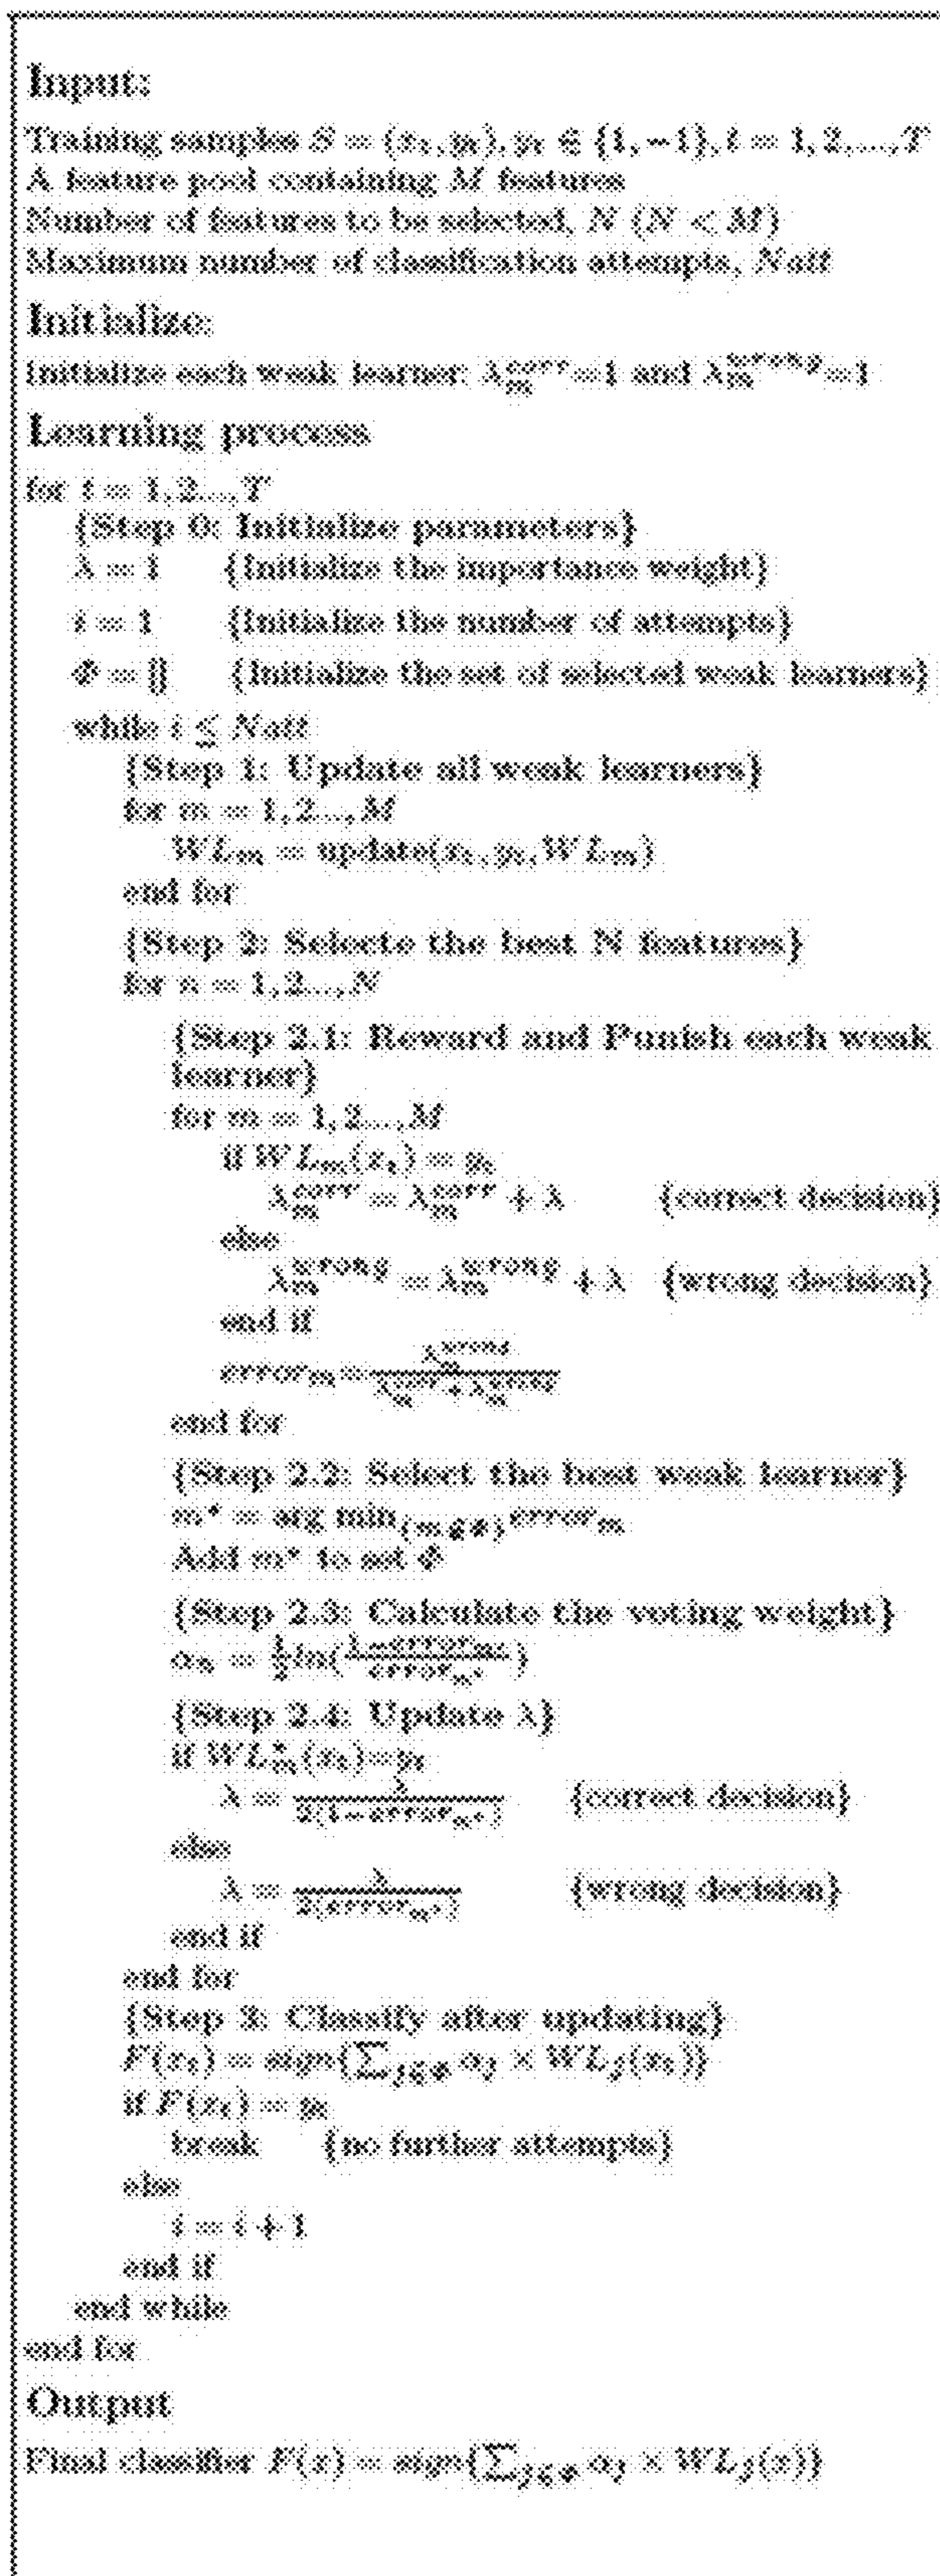 Input:
Training samples S = (x_t, y_t), y_t ∈ {1, −1}, t = 1, 2, ..., T
A feature pool containing M features
Number of features to be selected, N (N < M)
Maximum number of classification attempts, Natt
Initialize:
Initialize each weak learner: λ_m^corr=1 and λ_m^wrong=1
Learning process
for t = 1, 2..., T
{Step 0: Initialize parameters}
λ = 1 {Initialize the importance weight}
i = 1 {Initialize the number of attempts}
Φ = {} {Initialize the set of selected weak learners}
while i ≤ Natt
{Step 1: Update all weak learners}
for m = 1, 2..., M
WL_m = update(x_t, y_t, WL_m)
end for
{Step 2: Selecte the best N features}
for n = 1, 2..., N
{Step 2.1: Reward and Punish each weak
learner}
for m = 1, 2..., M
if WL_m(x_t) = y_t
λ_m^corr = λ_m^corr + λ {correct decision}
else
λ_m^wrong = λ_m^wrong + λ {wrong decision}
end if
error_m = λ_m^wrong / (λ_m^corr + λ_m^wrong)
end for
{Step 2.2: Select the best weak learner}
m* = arg min_{(m∉Φ)} error_m
Add m* to set Φ
{Step 2.3: Calculate the voting weight}
α_n = 1/2 ln((1−error_m*) / error_m*)
{Step 2.4: Update λ}
if WL_m^*(x_t)=y_t
λ = λ / (2(1−error_m*)) {correct decision}
else
λ = λ / (2(error_m*)) {wrong decision}
end if
end for
{Step 3: Classify after updating}
F(x_t) = sign{∑_{j∈Φ} α_j × WL_j(x_t)}
if F(x_t) = y_t
break {no further attempts}
else
i = i + 1
end if
end while
end for
Output
Final classifier F(x) = sign{∑_{j∈Φ} α_j × WL_j(x)}